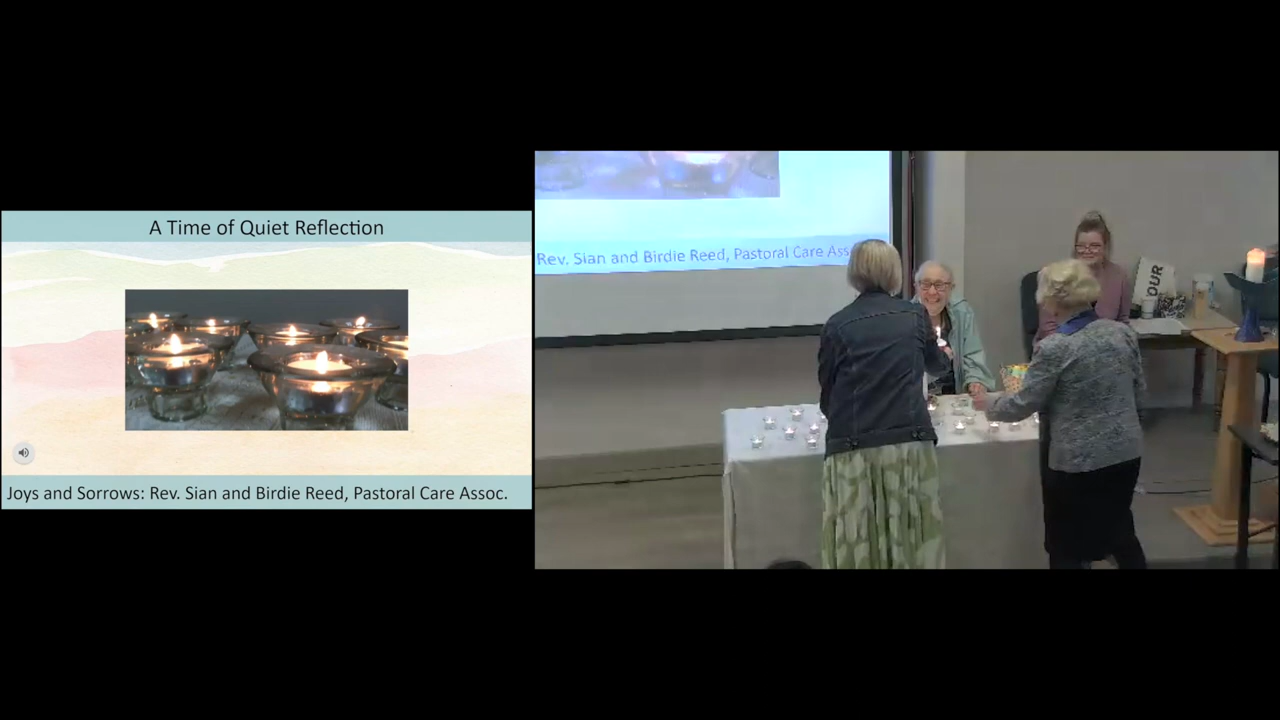 A Time of Quiet Reflection
Joys and Sorrows: Rev. Sian and Birdie Reed, Pastoral Care Assoc.
Rev. Sian and Birdie Reed, Pastoral Care Ass
OUR